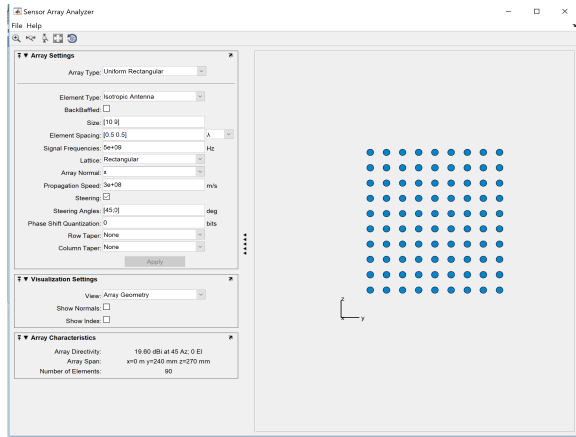 Sensor Array Analyzer
File Help
Array Settings
Array Type: Uniform Rectangular
Element Type: Isotropic Antenna
BackBaffled:
Size: [10 9]
Element Spacing: [0.5 0.5] λ
Signal Frequencies: 5e+09 Hz
Lattice: Rectangular
Array Normal: x
Propagation Speed: 3e+08 m/s
Steering:
Steering Angles: [45;0] deg
Phase Shift Quantization: 0 bits
Row Taper: None
Column Taper: None
Apply
Visualization Settings
View: Array Geometry
Show Normals:
Show Index:
Array Characteristics
Array Directivity: 19.60 dBi at 45 Az; 0 El
Array Span: x=0 m y=240 mm z=270 mm
Number of Elements: 90
z
x y